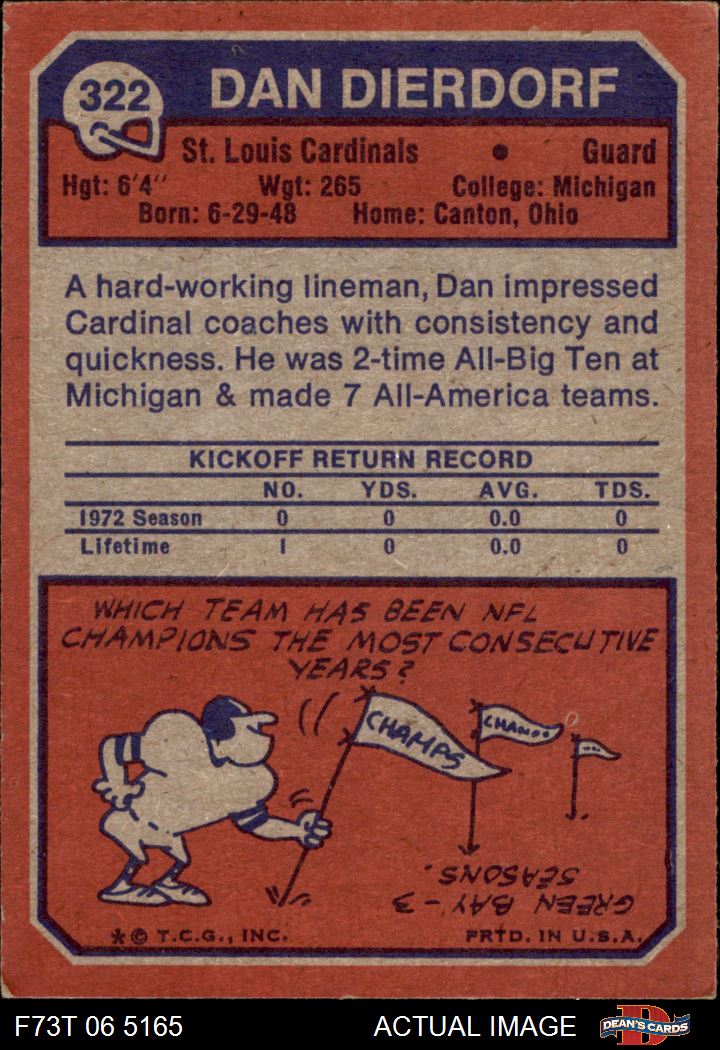 322
DAN DIERDORF
St. Louis Cardinals • Guard
Hgt: 6'4" Wgt: 265 College: Michigan
Born: 6-29-48 Home: Canton, Ohio
A hard-working lineman, Dan impressed
Cardinal coaches with consistency and
quickness. He was 2-time All-Big Ten at
Michigan & made 7 All-America teams.
KICKOFF RETURN RECORD
NO. YDS. AVG. TDS.
1972 Season 0 0 0.0 0
Lifetime 1 0 0.0 0
WHICH TEAM HAS BEEN NFL
CHAMPIONS THE MOST CONSECUTIVE
YEARS?
CHAMPS
GREEN BAY - 3
SEASONS.
*© T.C.G., INC. PRTD. IN U.S.A.
F73T 06 5165 ACTUAL IMAGE DEAN'S CARDS